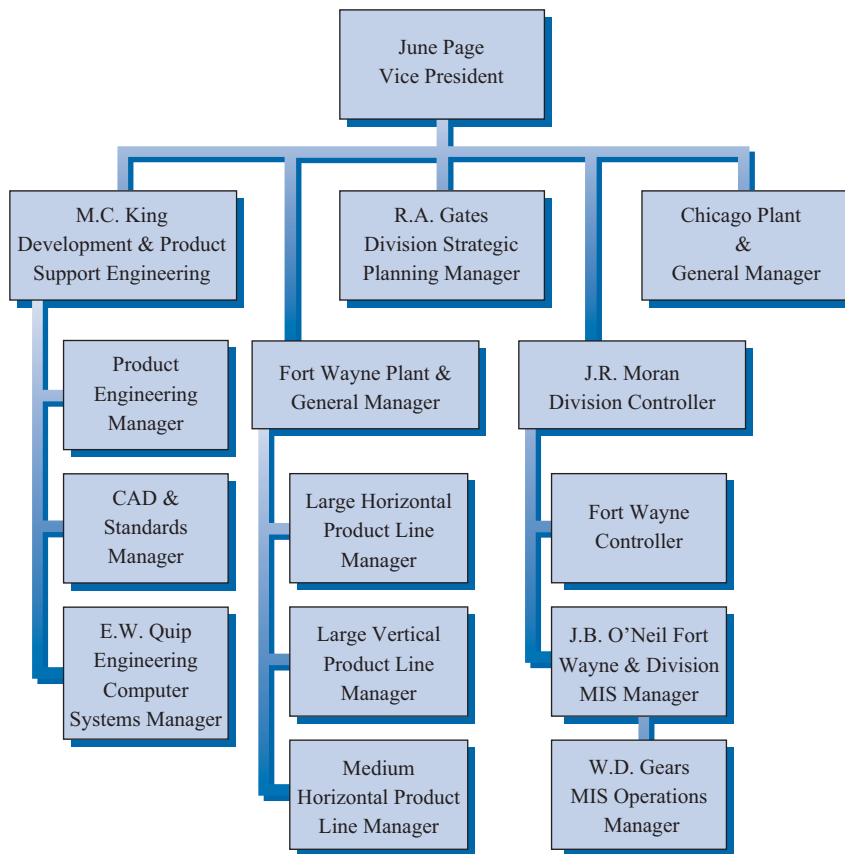 June Page
Vice President
M.C. King
Development & Product
Support Engineering
R.A. Gates
Division Strategic
Planning Manager
Chicago Plant
&
General Manager
Product
Engineering
Manager
CAD &
Standards
Manager
E.W. Quip
Engineering
Computer
Systems Manager
Fort Wayne Plant &
General Manager
Large Horizontal
Product Line
Manager
Large Vertical
Product Line
Manager
Medium
Horizontal Product
Line Manager
J.R. Moran
Division Controller
Fort Wayne
Controller
J.B. O’Neil Fort
Wayne & Division
MIS Manager
W.D. Gears
MIS Operations
Manager